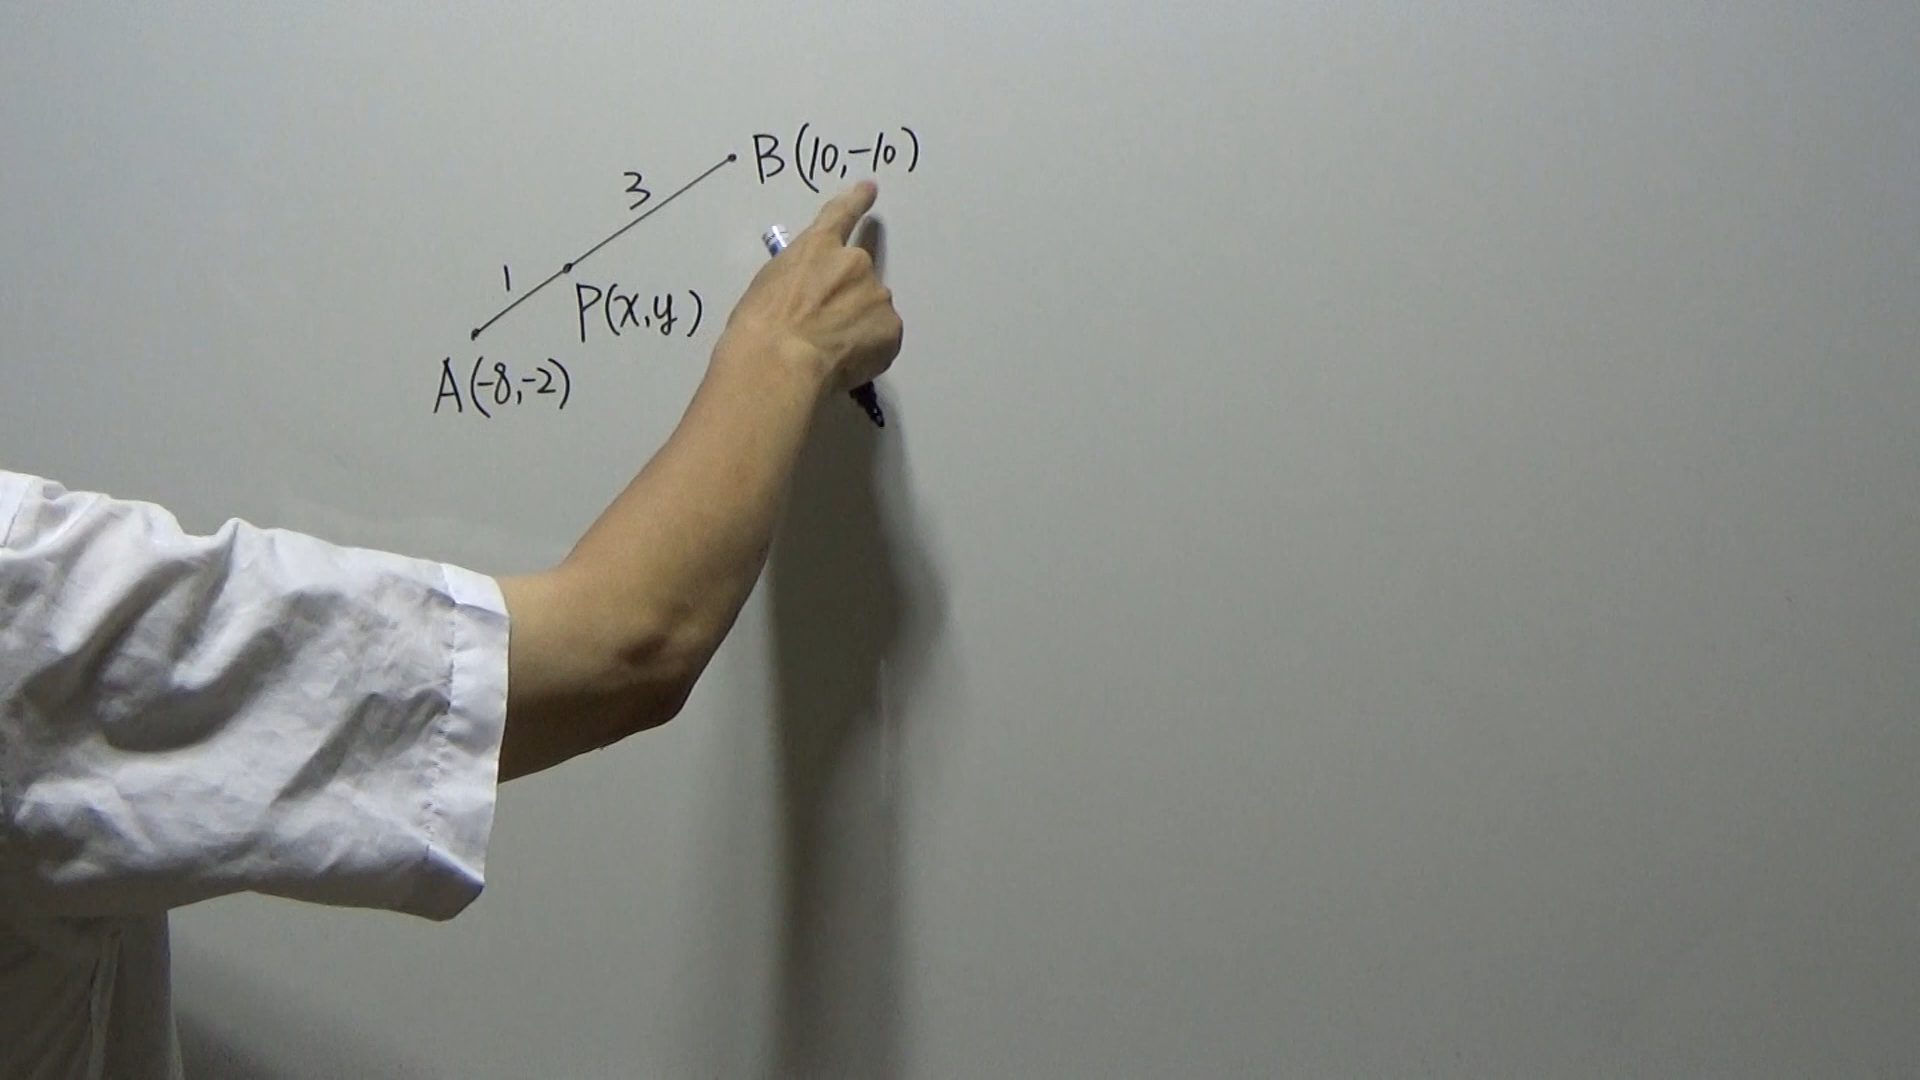 B(10,-10)
3
1
P(x,y)
A(-8,-2)